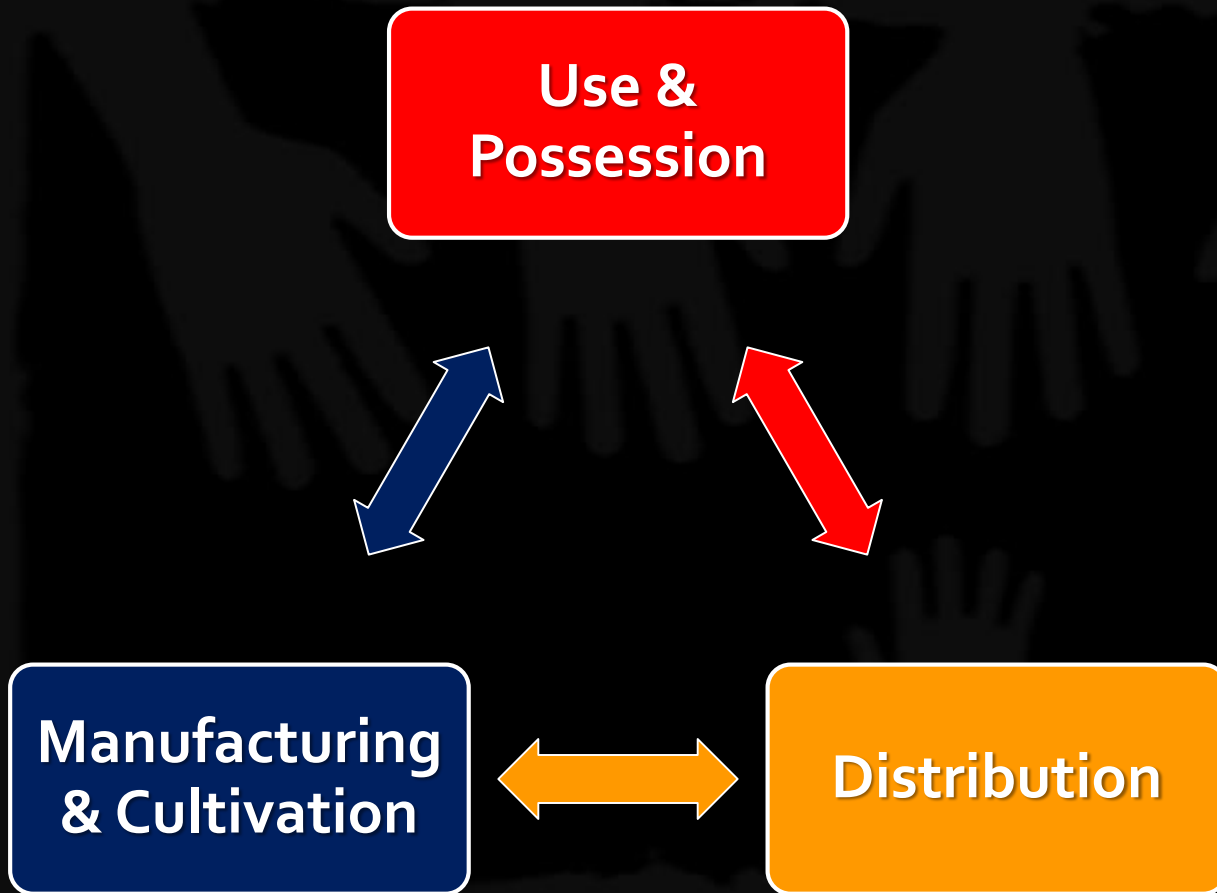 Use &
Possession
Manufacturing
& Cultivation
Distribution